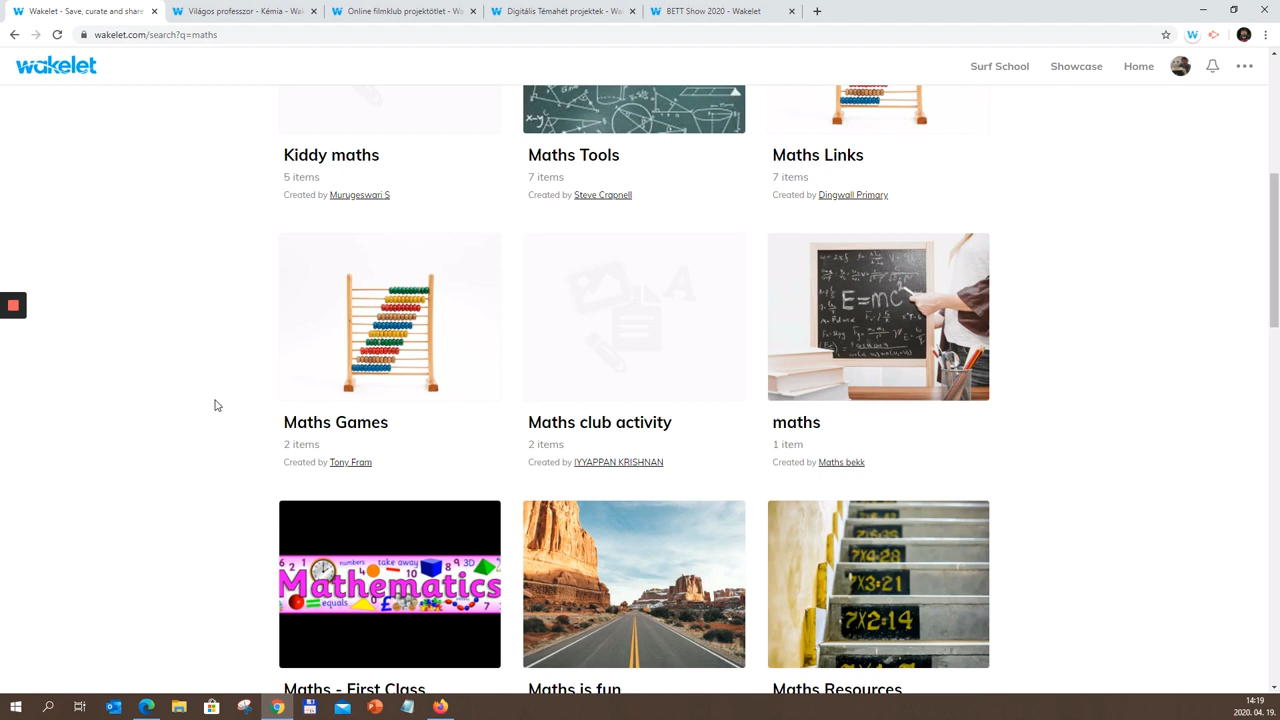 Wakelet - Save, curate and share
Világos professzor - Kémia - Wak
Online filmklub projektötlet - Wa
Digitális Témahét projektek - Wa
BETT Show 2020 - Wakelet
wakelet.com/search?q=maths
wakelet
Surf School
Showcase
Home
Kiddy maths
5 items
Created by Murugeswari S
Maths Tools
7 items
Created by Steve Crapnell
Maths Links
7 items
Created by Dingwall Primary
E=mc²
Maths Games
2 items
Created by Tony Fram
Maths club activity
2 items
Created by IYYAPPAN KRISHNAN
maths
1 item
Created by Maths bekk
numbers
take away
3D
Mathematics
equals
7X4=28
7X3=21
7X2=14
Maths - First Class
Maths is fun
Maths Resources
14:19
2020. 04. 19.